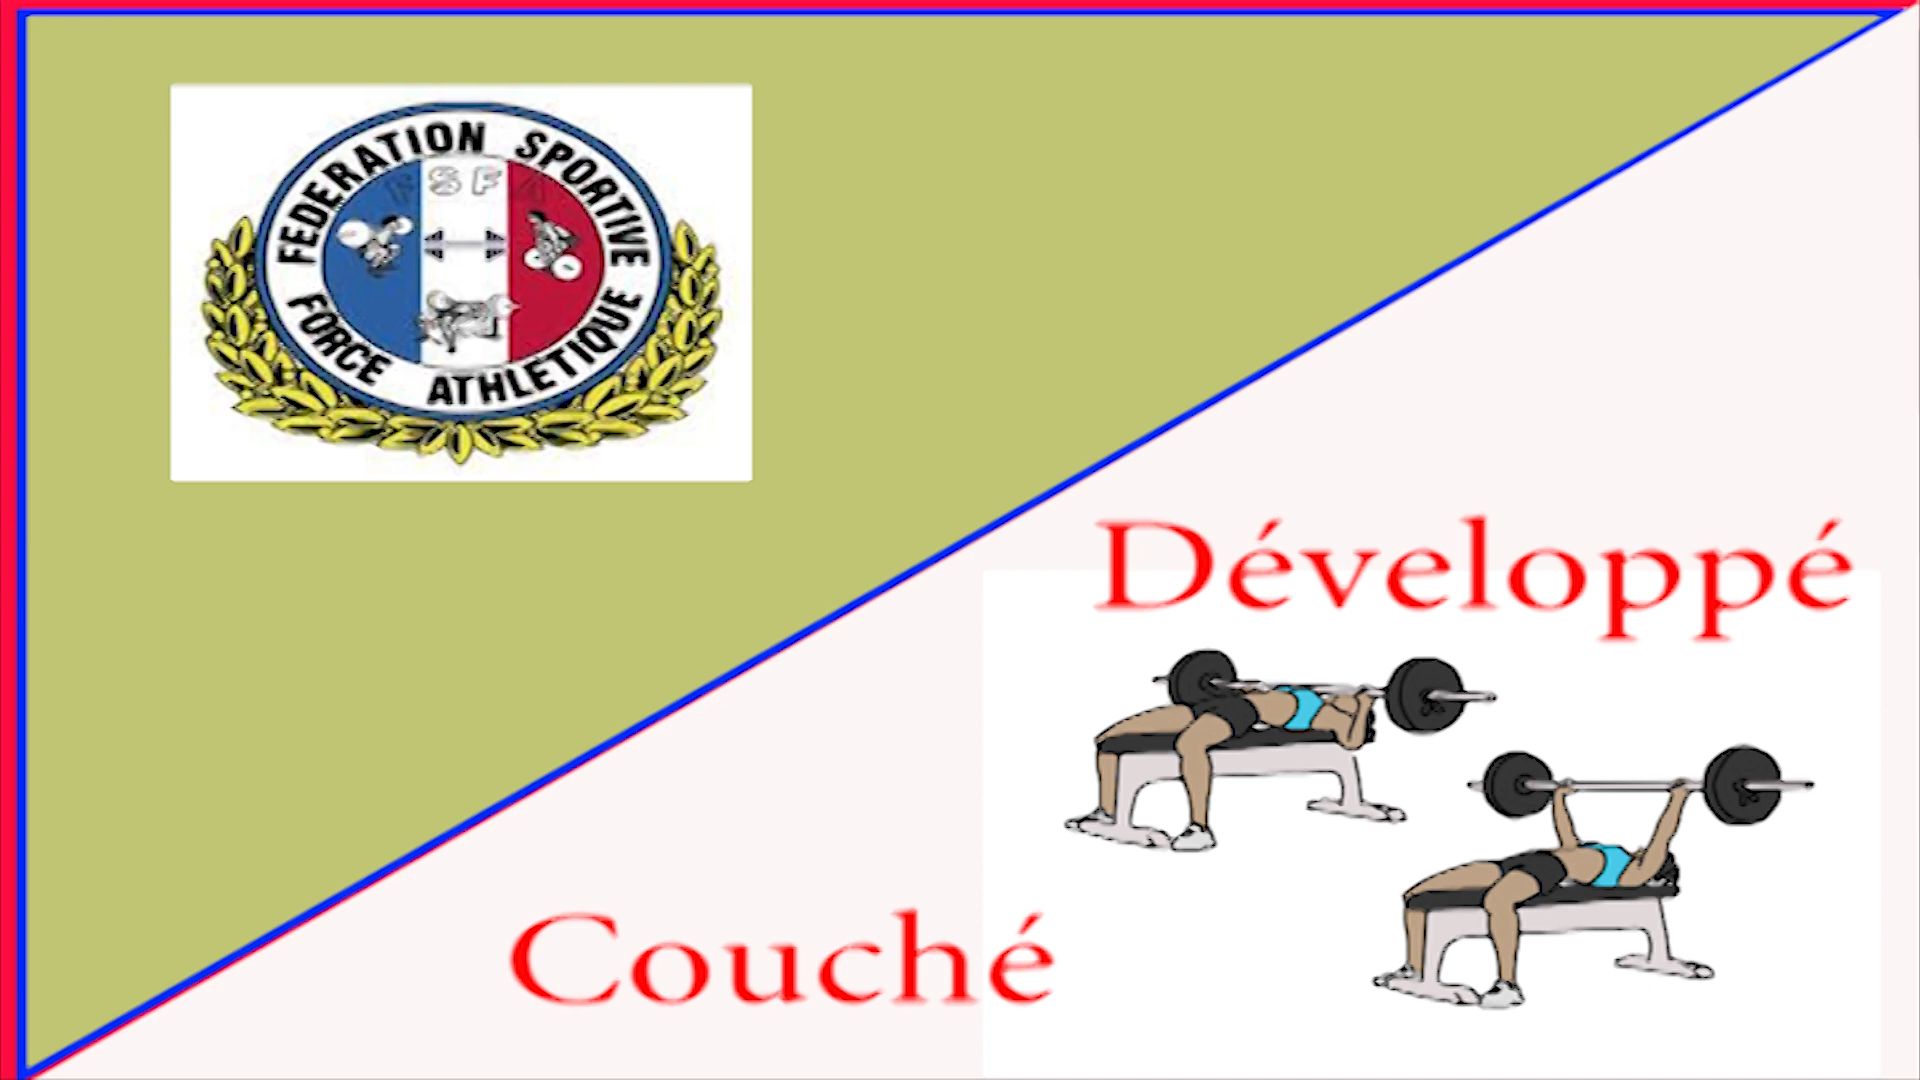 FEDERATION SPORTIVE
FSFA
FORCE ATHLETIQUE
Développé
Couché